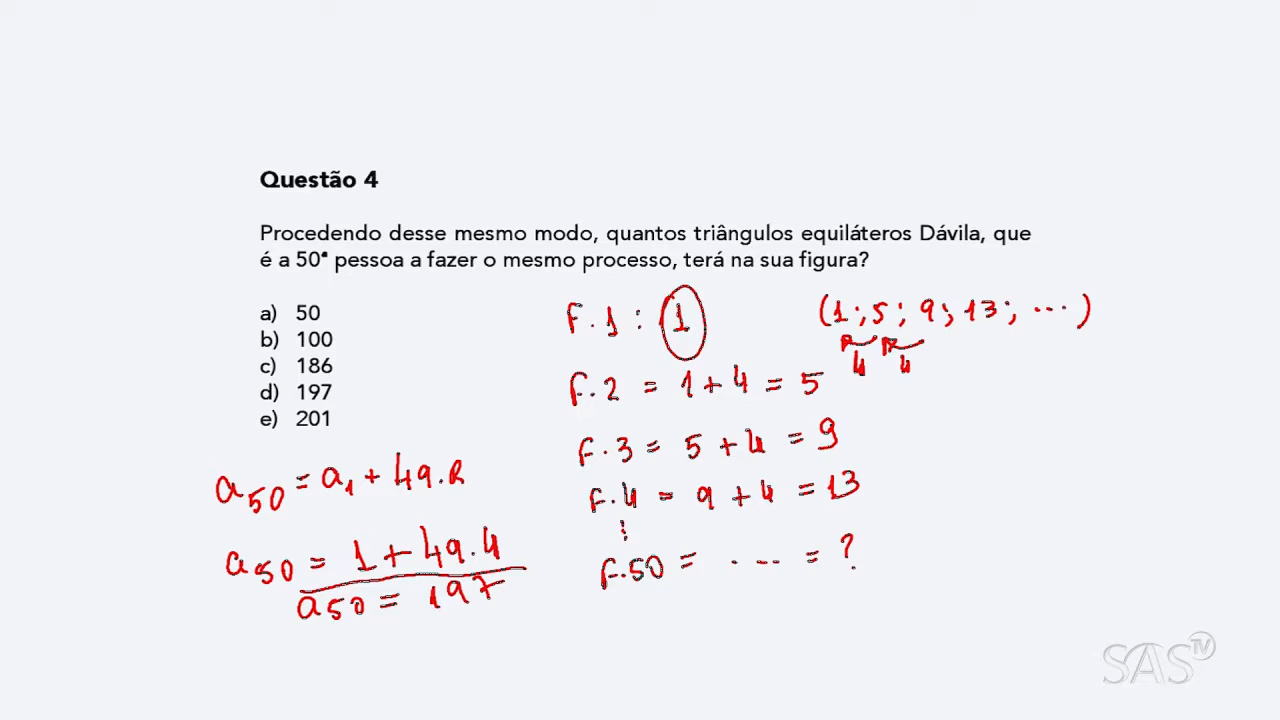 Questão 4
Procedendo desse mesmo modo, quantos triângulos equiláteros Dávila, que
é a 50ª pessoa a fazer o mesmo processo, terá na sua figura?
a) 50
b) 100
c) 186
d) 197
e) 201
F.1 : 1
(1; 5; 9; 13; ...)
4 4
F.2 = 1 + 4 = 5
F.3 = 5 + 4 = 9
F.4 = 9 + 4 = 13
⋮
F.50 = ... = ?
a50 = a1 + 49.R
a50 = 1 + 49.4
a50 = 197
SAS TV